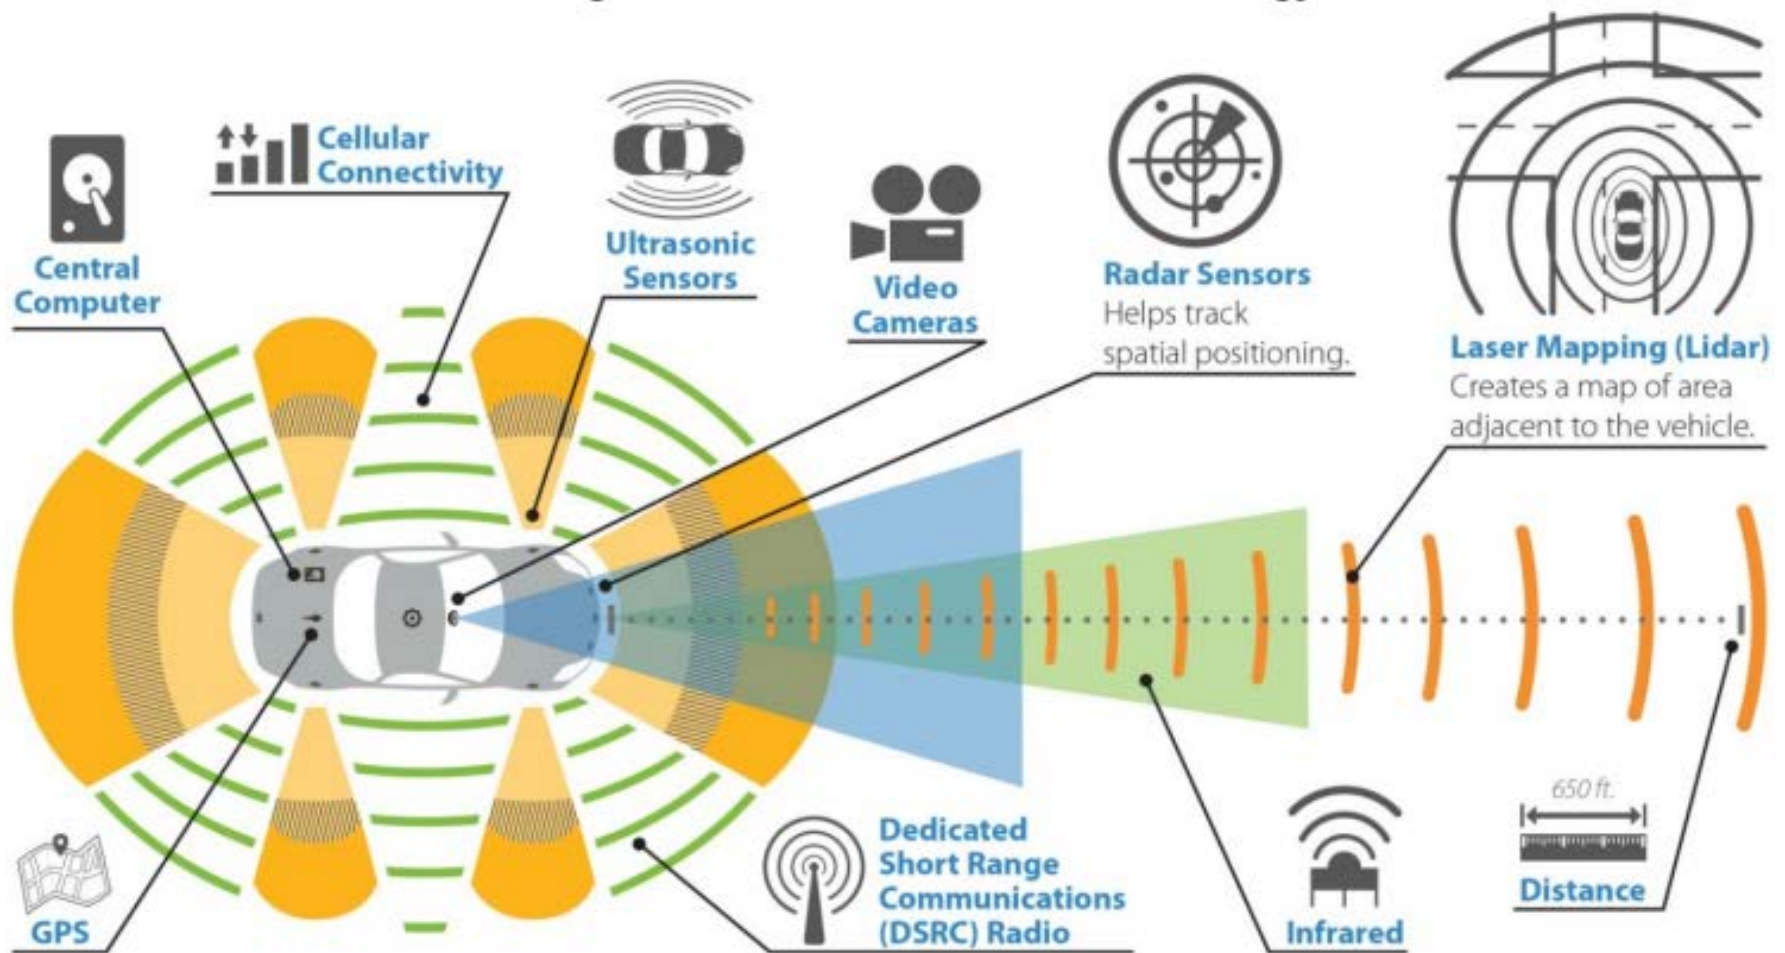 Cellular
Connectivity
Central
Computer
Ultrasonic
Sensors
Video
Cameras
Radar Sensors
Helps track
spatial positioning.
Laser Mapping (Lidar)
Creates a map of area
adjacent to the vehicle.
GPS
Dedicated
Short Range
Communications
(DSRC) Radio
Infrared
650 ft.
Distance